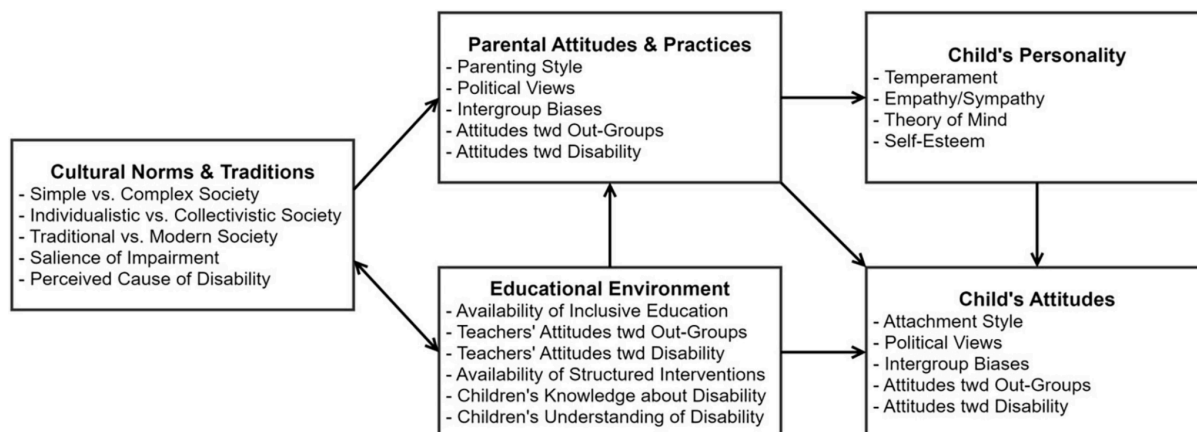 Cultural Norms & Traditions
- Simple vs. Complex Society
- Individualistic vs. Collectivistic Society
- Traditional vs. Modern Society
- Salience of Impairment
- Perceived Cause of Disability
Parental Attitudes & Practices
- Parenting Style
- Political Views
- Intergroup Biases
- Attitudes twd Out-Groups
- Attitudes twd Disability
Educational Environment
- Availability of Inclusive Education
- Teachers' Attitudes twd Out-Groups
- Teachers' Attitudes twd Disability
- Availability of Structured Interventions
- Children's Knowledge about Disability
- Children's Understanding of Disability
Child's Personality
- Temperament
- Empathy/Sympathy
- Theory of Mind
- Self-Esteem
Child's Attitudes
- Attachment Style
- Political Views
- Intergroup Biases
- Attitudes twd Out-Groups
- Attitudes twd Disability